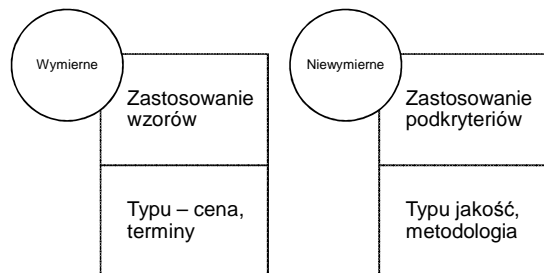 Wymierne
Zastosowanie
wzorów
Typu – cena,
terminy
Niewymierne
Zastosowanie
podkryteriów
Typu jakość,
metodologia